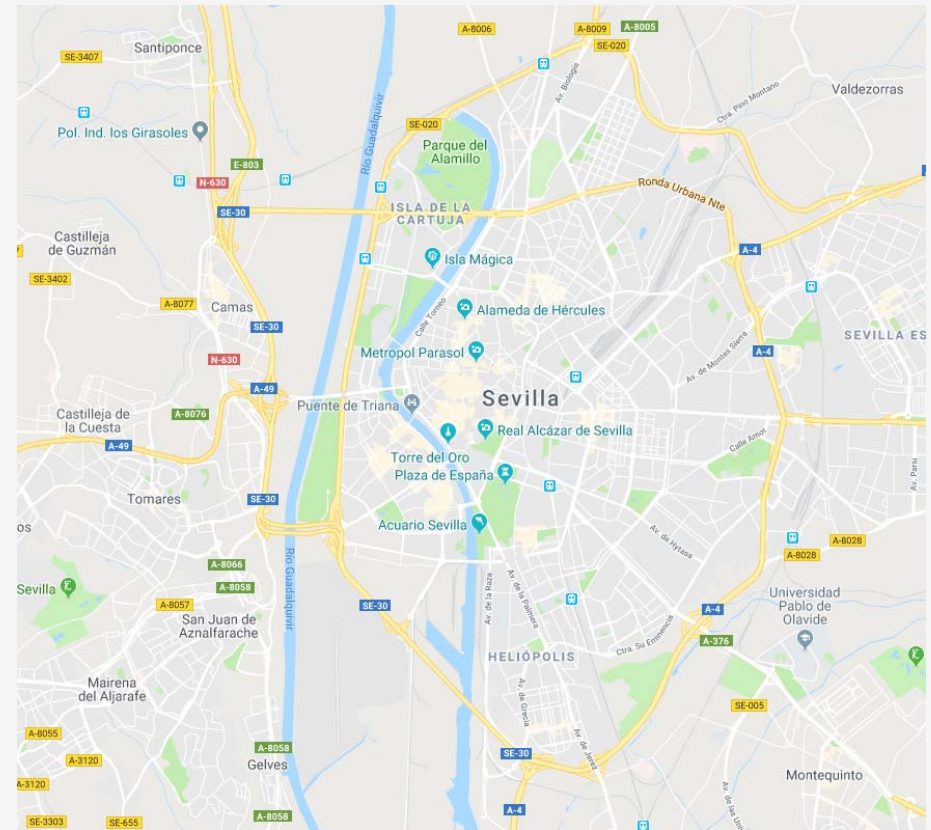 A-8006
A-8009
A-8005
Santiponce
SE-020
SE-3407
Av. Biología
Valdezorras
Ctra. Pino Montano
Río Guadalquivir
Pol. Ind. los Girasoles
SE-020
Parque del
Alamillo
E-803
N-630
Ronda Urbana Nte
SE-30
ISLA DE LA
CARTUJA
Castilleja
de Guzmán
A-4
Isla Mágica
SE-3402
A-8077
Camas
Alameda de Hércules
Calle Torneo
SE-30
SEVILLA ES
Av. de Montes Sierra
Metropol Parasol
A-4
N-630
A-49
Sevilla
Puente de Triana
Castilleja de
la Cuesta
A-8076
Real Alcázar de Sevilla
A-49
Calle Amor
Torre del Oro
Plaza de España
Av. Parsi
Tomares
SE-30
os
Acuario Sevilla
Av. de Hytasa
A-8028
A-8028
Río Guadalquivir
A-8066
A-8058
Sevilla
Av. de la Raza
Av. de la Palmera
Universidad
Pablo de
Olavide
A-8057
SE-30
A-4
San Juan de
Aznalfarache
A-376
Ctra. Su Eminencia
HELIÓPOLIS
Mairena
del Aljarafe
Av. de Grecia
SE-005
A-8055
Av. de Jerez
A-8058
SE-30
A-3120
Gelves
Montequinto
A-3120
A-8058
A-4
SE-3303
SE-655